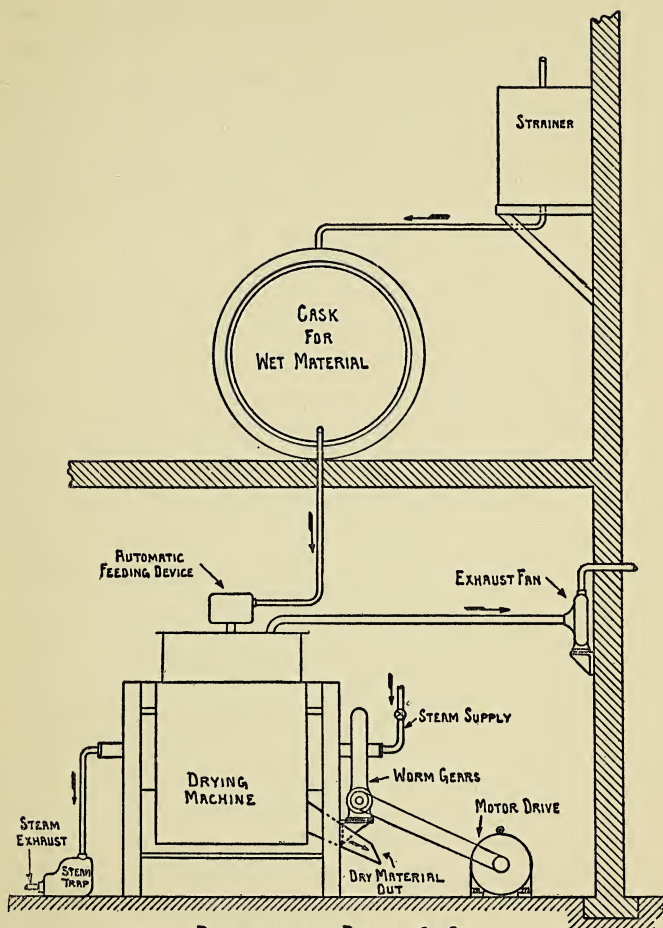 STRAINER
CASK
FOR
WET MATERIAL
AUTOMATIC
FEEDING DEVICE
EXHAUST FAN
STEAM SUPPLY
WORM GEARS
DRYING
MACHINE
MOTOR DRIVE
STEAM
EXHAUST
STEAM
TRAP
DRY MATERIAL
OUT